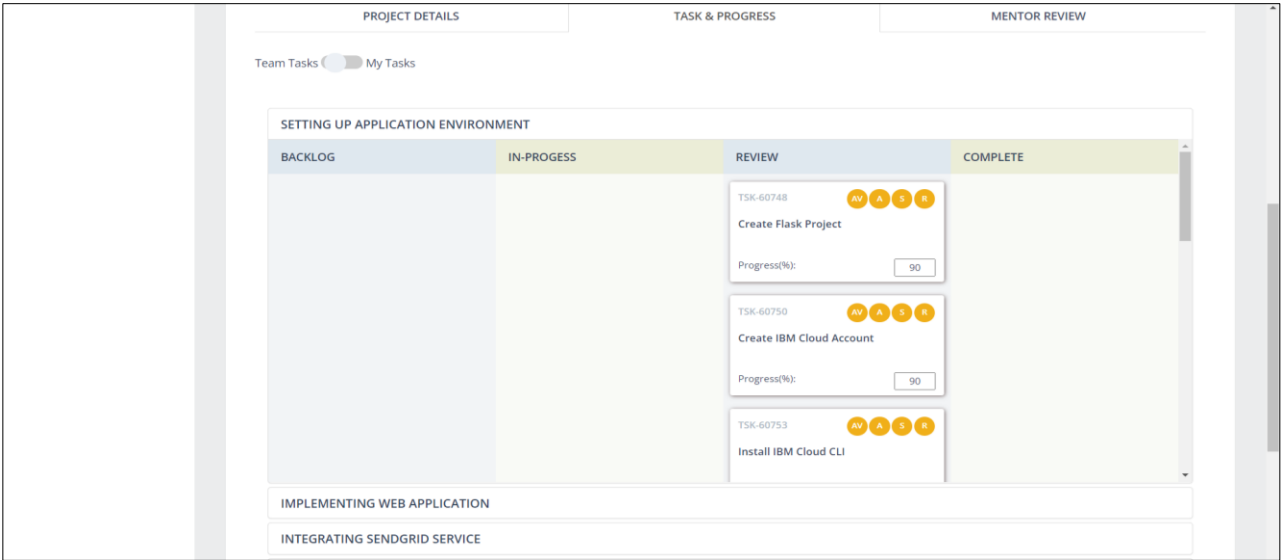 PROJECT DETAILS TASK & PROGRESS MENTOR REVIEW
Team Tasks My Tasks
SETTING UP APPLICATION ENVIRONMENT
BACKLOG IN-PROGESS REVIEW COMPLETE
TSK-60748 AV A S R
Create Flask Project
Progress(%): 90
TSK-60750 AV A S R
Create IBM Cloud Account
Progress(%): 90
TSK-60753 AV A S R
Install IBM Cloud CLI
IMPLEMENTING WEB APPLICATION
INTEGRATING SENDGRID SERVICE